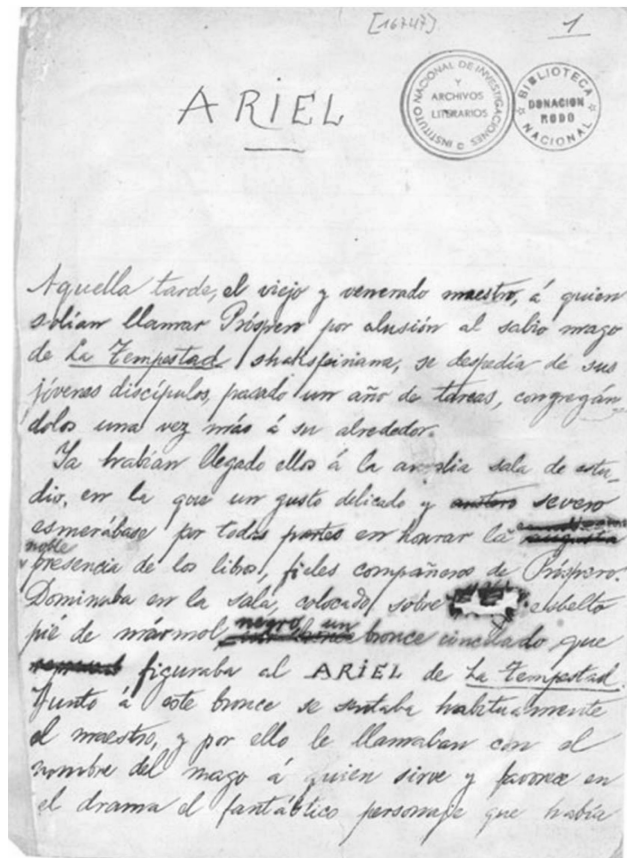 [16747]
1
INSTITUTO NACIONAL DE INVESTIGACIONES
Y
ARCHIVOS
LITERARIOS
BIBLIOTECA
DONACION
RODO
NACIONAL
ARIEL
Aquella tarde, el viejo y venerado maestro, á quien
solían llamar Próspero por alusión al sabio mago
de La Tempestad shakspiriana, se despedía de sus
jóvenes discípulos, pasado un año de tareas, congregán
dolos una vez más á su alrededor.
Ya habían llegado ellos á la amplia sala de estu-
dio, en la que un gusto delicado y austero severo
esmerábase por todas partes en honrar la
noble
presencia de los libros, fieles compañeros de Próspero.
Dominaba en la sala, colocado sobre esbelto
negro, un
pié de mármol bronce cincelado que
figuraba al ARIEL de La Tempestad.
Junto á este bronce se sentaba habitualmente
el maestro, y por ello le llamaban con el
nombre del mago á quien sirve y favorece en
el drama el fantástico personaje que había